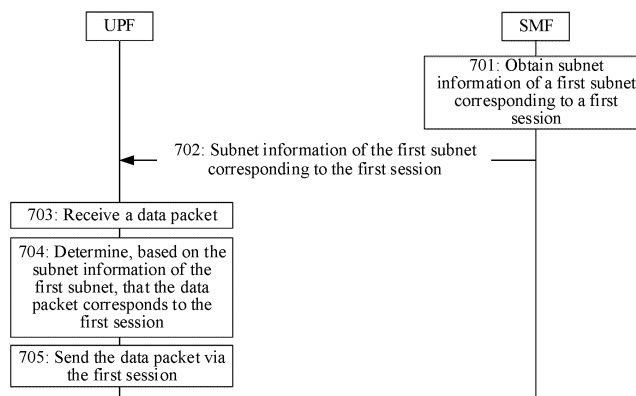 UPF
SMF
701: Obtain subnet
information of a first subnet
corresponding to a first
session
702: Subnet information of the first subnet
corresponding to the first session
703: Receive a data packet
704: Determine, based on the
subnet information of the
first subnet, that the data
packet corresponds to the
first session
705: Send the data packet via
the first session